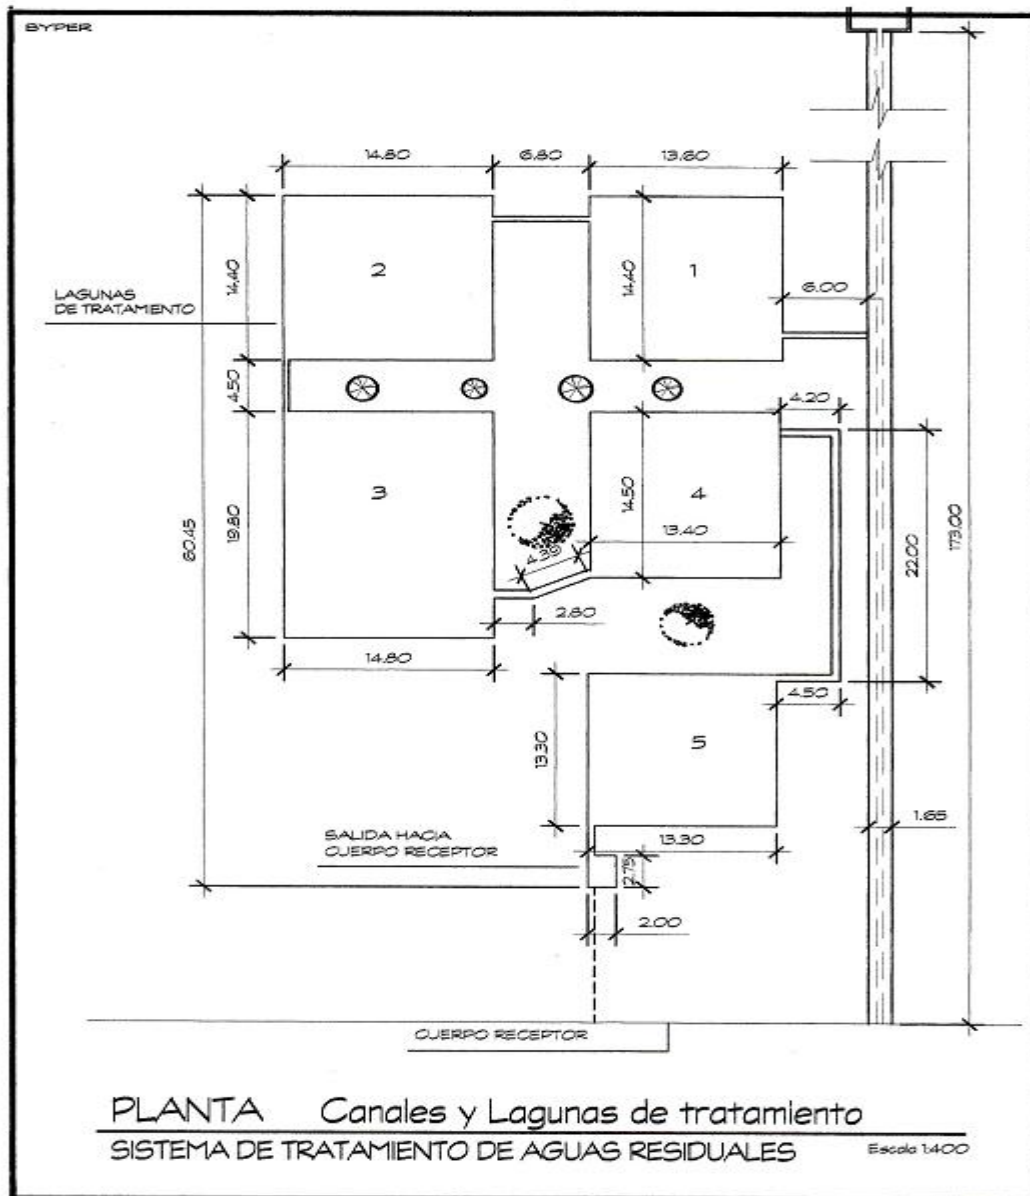 BYPER
14.80 6.80 13.60
2 1
14.40
14.40
6.00
LAGUNAS
DE TRATAMIENTO
4.50
4.20
3 4
14.50
13.40
19.80
60.45
4.30
22.00
173.00
2.80
14.80
4.50
5
13.30
1.65
SALIDA HACIA
CUERPO RECEPTOR
13.30
2.75
2.00
CUERPO RECEPTOR
PLANTA Canales y Lagunas de tratamiento
SISTEMA DE TRATAMIENTO DE AGUAS RESIDUALES Escala 1:400